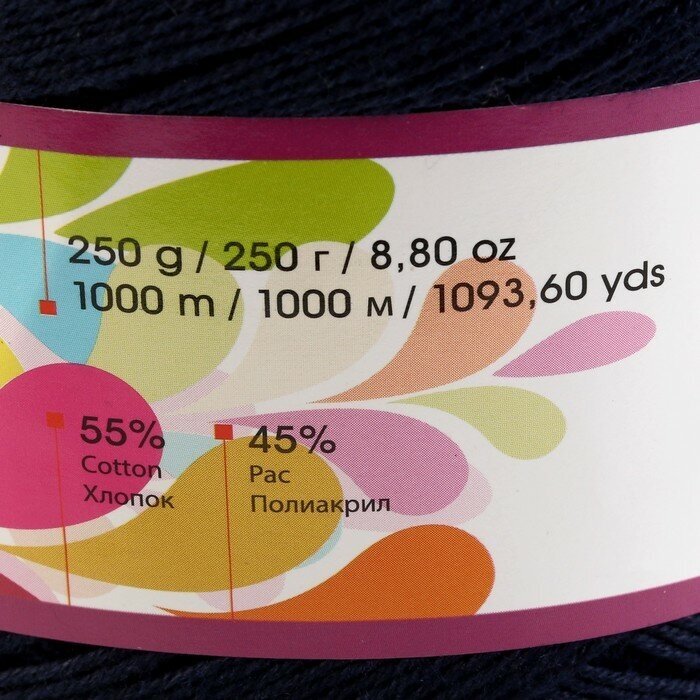 250 g / 250 г / 8,80 oz
1000 m / 1000 м / 1093,60 yds
55%
Cotton
Хлопок
45%
Pac
Полиакрил